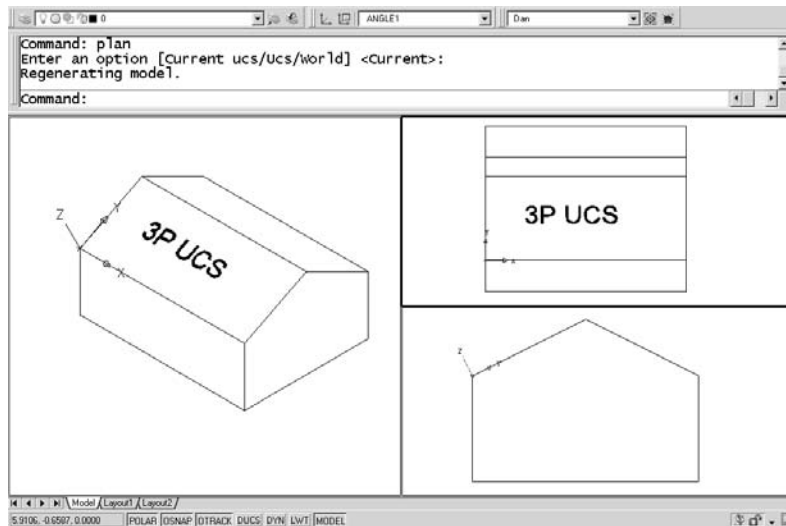 0
ANGLE1
Dan
Command: plan
Enter an option [Current ucs/Ucs/World] <Current>:
Regenerating model.
Command:
Z
Y
3P UCS
X
3P UCS
Y
X
Z
Y
Model
Layout1
Layout2
5.9106, -0.6587, 0.0000 POLAR OSNAP OTRACK DUCS DYN LWT MODEL